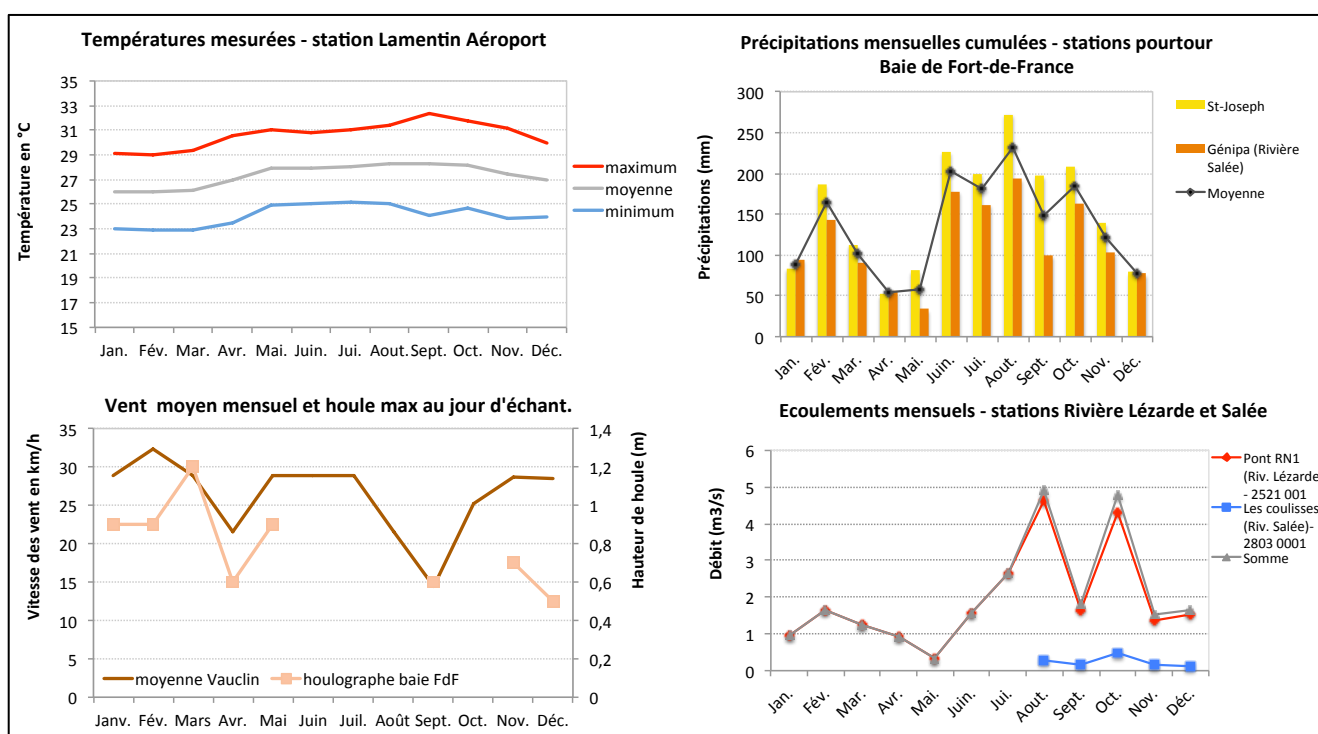 Températures mesurées - station Lamentin Aéroport
Température en °C
35
33
31
29
27
25
23
21
19
17
15
Jan. Fév. Mar. Avr. Mai. Juin. Jui. Aout. Sept. Oct. Nov. Déc.
maximum
moyenne
minimum
Précipitations mensuelles cumulées - stations pourtour
Baie de Fort-de-France
Précipitations (mm)
300
250
200
150
100
50
0
Jan. Fév. Mar. Avr. Mai. Juin. Jui. Aout. Sept. Oct. Nov. Déc.
St-Joseph
Génipa (Rivière
Salée)
Moyenne
Vent moyen mensuel et houle max au jour d'échant.
Vitesse des vent en km/h
35
30
25
20
15
10
5
0
Hauteur de houle (m)
1,4
1,2
1
0,8
0,6
0,4
0,2
0
moyenne Vauclin
houlographe baie FdF
Janv. Fév. Mars Avr. Mai Juin Juil. Août Sept. Oct. Nov. Déc.
Ecoulements mensuels - stations Rivière Lézarde et Salée
Débit (m3/s)
6
5
4
3
2
1
0
Jan. Fév. Mar. Avr. Mai. Juin. Jui. Aout. Sept. Oct. Nov. Déc.
Pont RN1
(Riv. Lézarde
- 2521 001
Les coulisses
(Riv. Salée)-
2803 0001
Somme